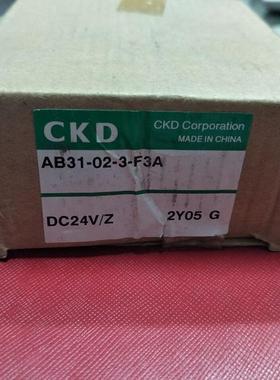 CKD
CKD Corporation
MADE IN CHINA
AB31-02-3-F3A
DC24V/Z 2Y05 G